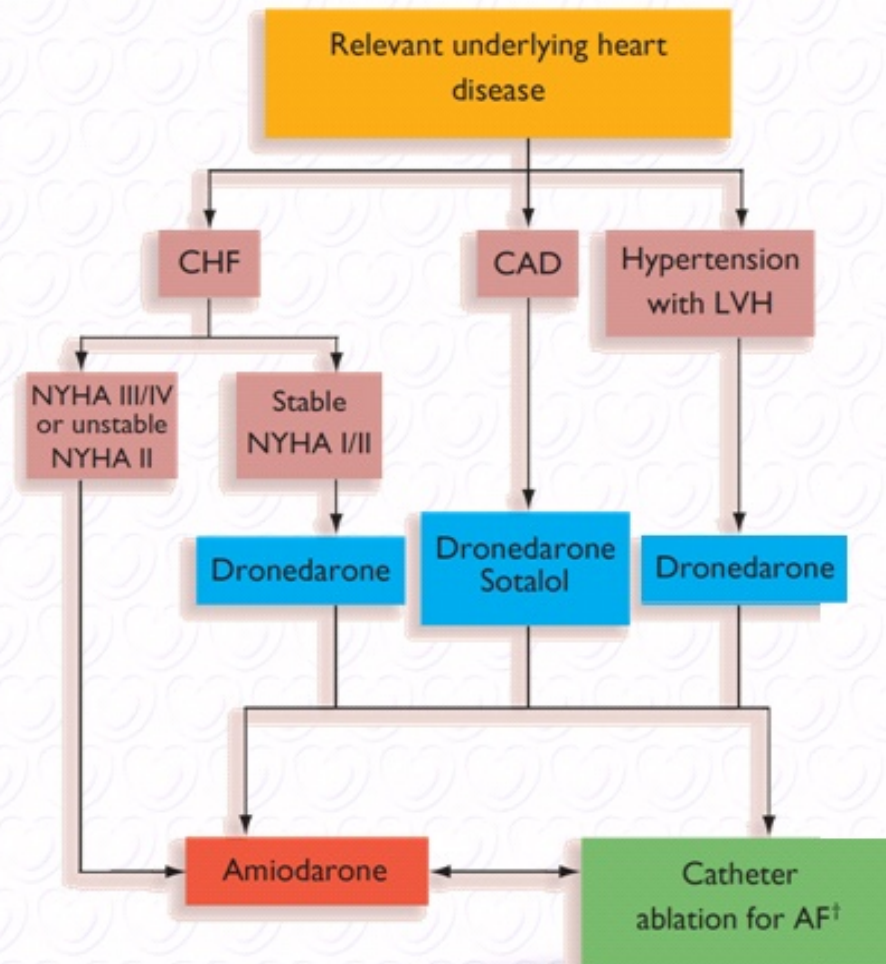 Relevant underlying heart
disease
CHF
CAD
Hypertension
with LVH
NYHA III/IV
or unstable
NYHA II
Stable
NYHA I/II
Dronedarone
Dronedarone
Sotalol
Dronedarone
Amiodarone
Catheter
ablation for AF†